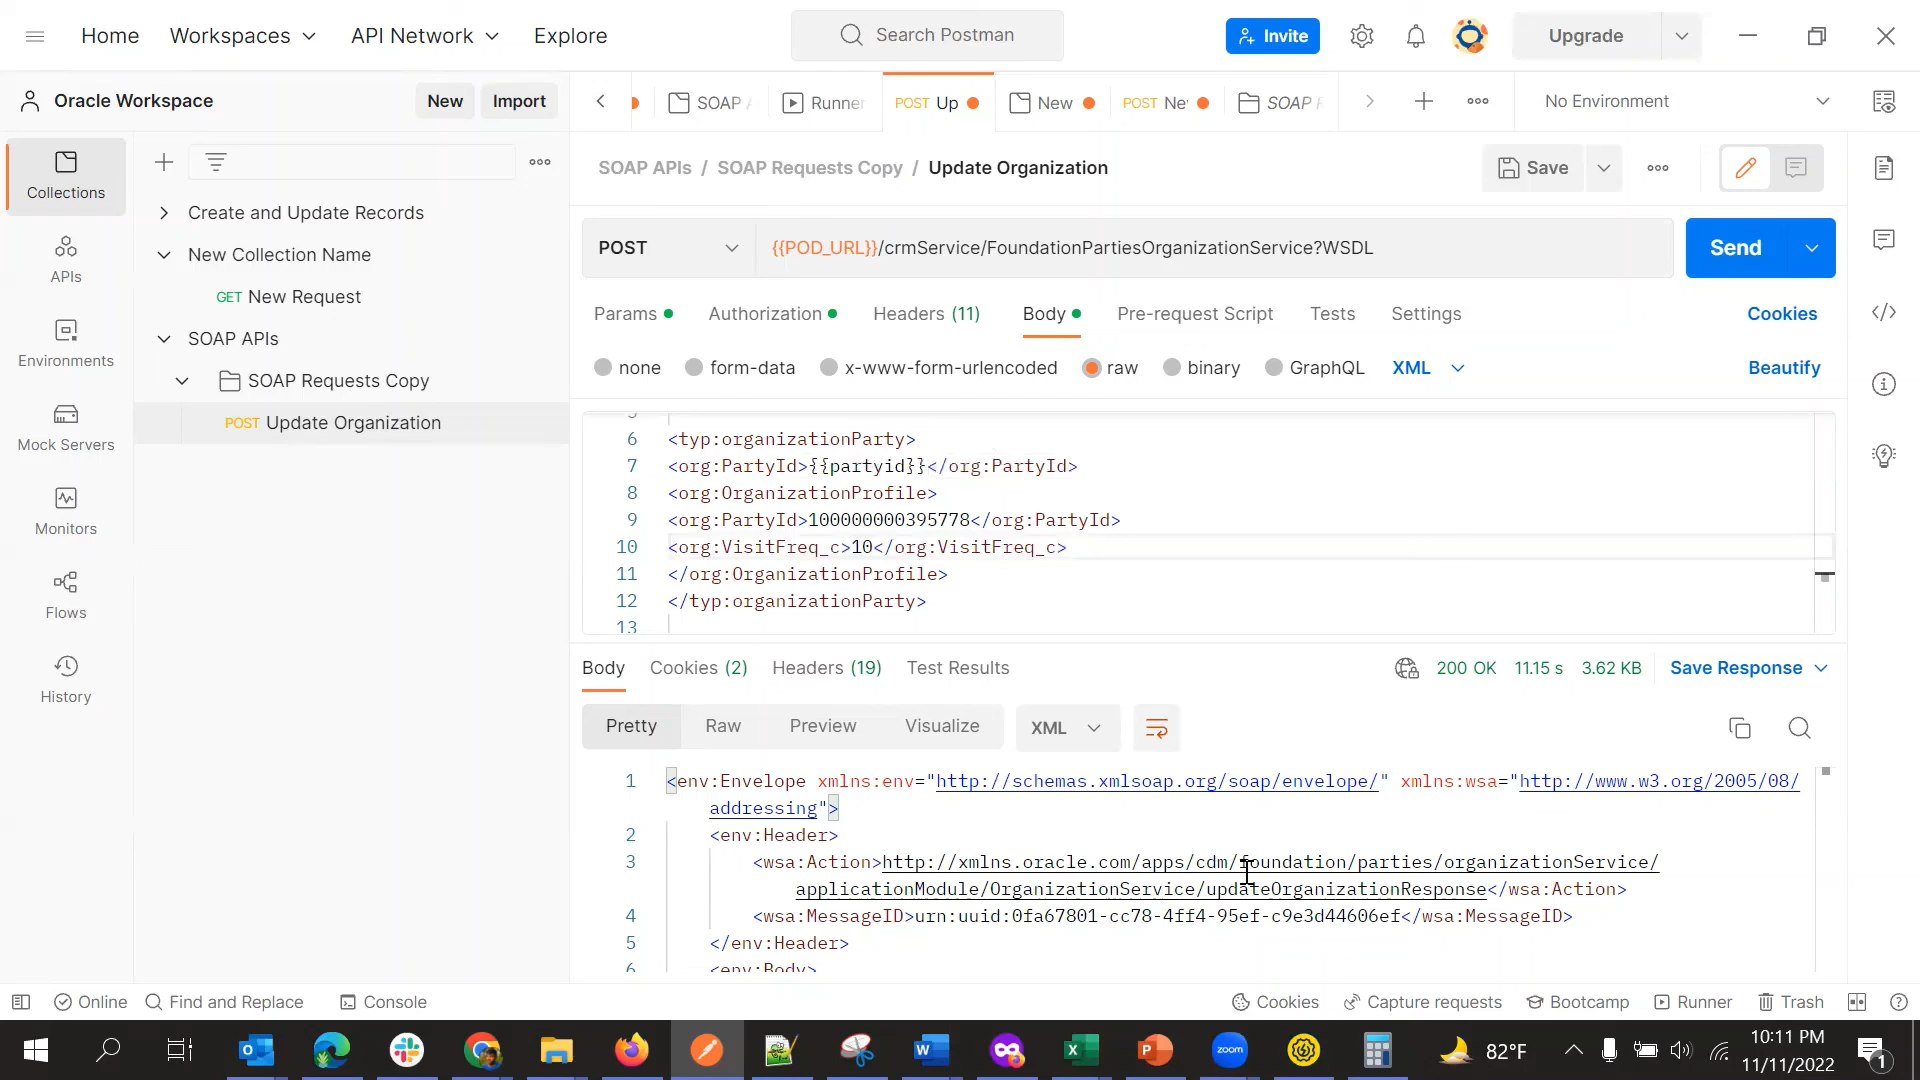 Home
Workspaces
API Network
Explore
Search Postman
Invite
Upgrade
Oracle Workspace
New
Import
SOAP
Runner
POST Up
New
POST
SOAP
No Environment
Collections
APIs
Environments
Mock Servers
Monitors
Flows
History
Create and Update Records
New Collection Name
GET New Request
SOAP APIs
SOAP Requests Copy
POST Update Organization
SOAP APIs / SOAP Requests Copy / Update Organization
Save
POST
{{POD_URL}}/crmService/FoundationPartiesOrganizationService?WSDL
Send
Params
Authorization
Headers (11)
Body
Pre-request Script
Tests
Settings
Cookies
none
form-data
x-www-form-urlencoded
raw
binary
GraphQL
XML
Beautify
6 <typ:organizationParty>
7 <org:PartyId>{{partyid}}</org:PartyId>
8 <org:OrganizationProfile>
9 <org:PartyId>100000000395778</org:PartyId>
10 <org:VisitFreq_c>10</org:VisitFreq_c>
11 </org:OrganizationProfile>
12 </typ:organizationParty>
13
Body
Cookies (2)
Headers (19)
Test Results
200 OK
11.15 s
3.62 KB
Save Response
Pretty
Raw
Preview
Visualize
XML
1 <env:Envelope xmlns:env="http://schemas.xmlsoap.org/soap/envelope/" xmlns:wsa="http://www.w3.org/2005/08/
addressing">
2 <env:Header>
3 <wsa:Action>http://xmlns.oracle.com/apps/cdm/foundation/parties/organizationService/
applicationModule/OrganizationService/updateOrganizationResponse</wsa:Action>
4 <wsa:MessageID>urn:uuid:0fa67801-cc78-4ff4-95ef-c9e3d44606ef</wsa:MessageID>
5 </env:Header>
6 <env:Body>
Online
Find and Replace
Console
Cookies
Capture requests
Bootcamp
Runner
Trash
zoom
82°F
10:11 PM
11/11/2022
1